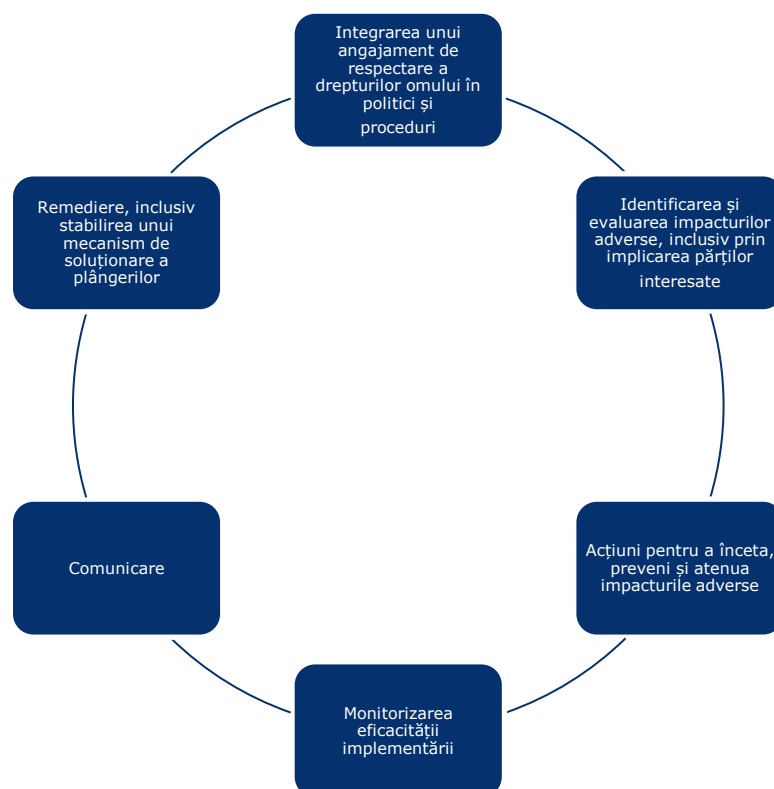 Integrarea unui
angajament de
respectare a
drepturilor omului în
politici și
proceduri
Identificarea și
evaluarea impacturilor
adverse, inclusiv prin
implicarea părților
interesate
Acțiuni pentru a înceta,
preveni și atenua
impacturile adverse
Monitorizarea
eficacității
implementării
Comunicare
Remediere, inclusiv
stabilirea unui
mecanism de
soluționare a
plângerilor